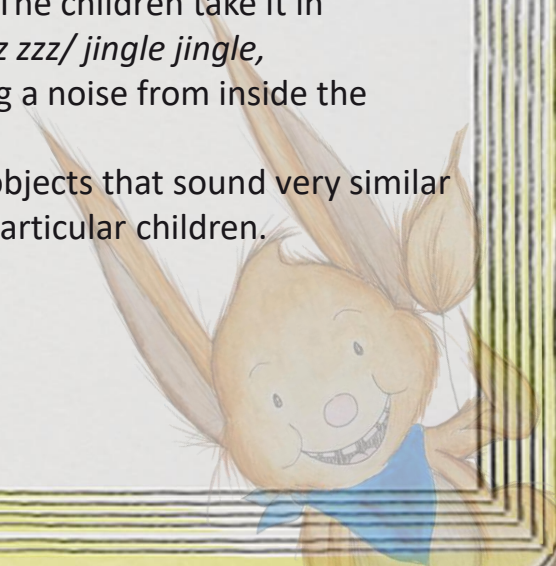 The children take it in
z zzz/ jingle jingle,
g a noise from inside the
objects that sound very similar
articular children.